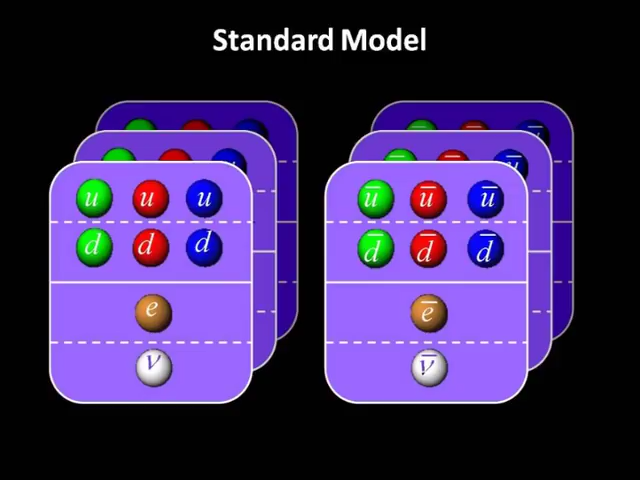 Standard Model
u u u ū ū ū
d d d d̅ d̅ d̅
e e̅
ν ν̅